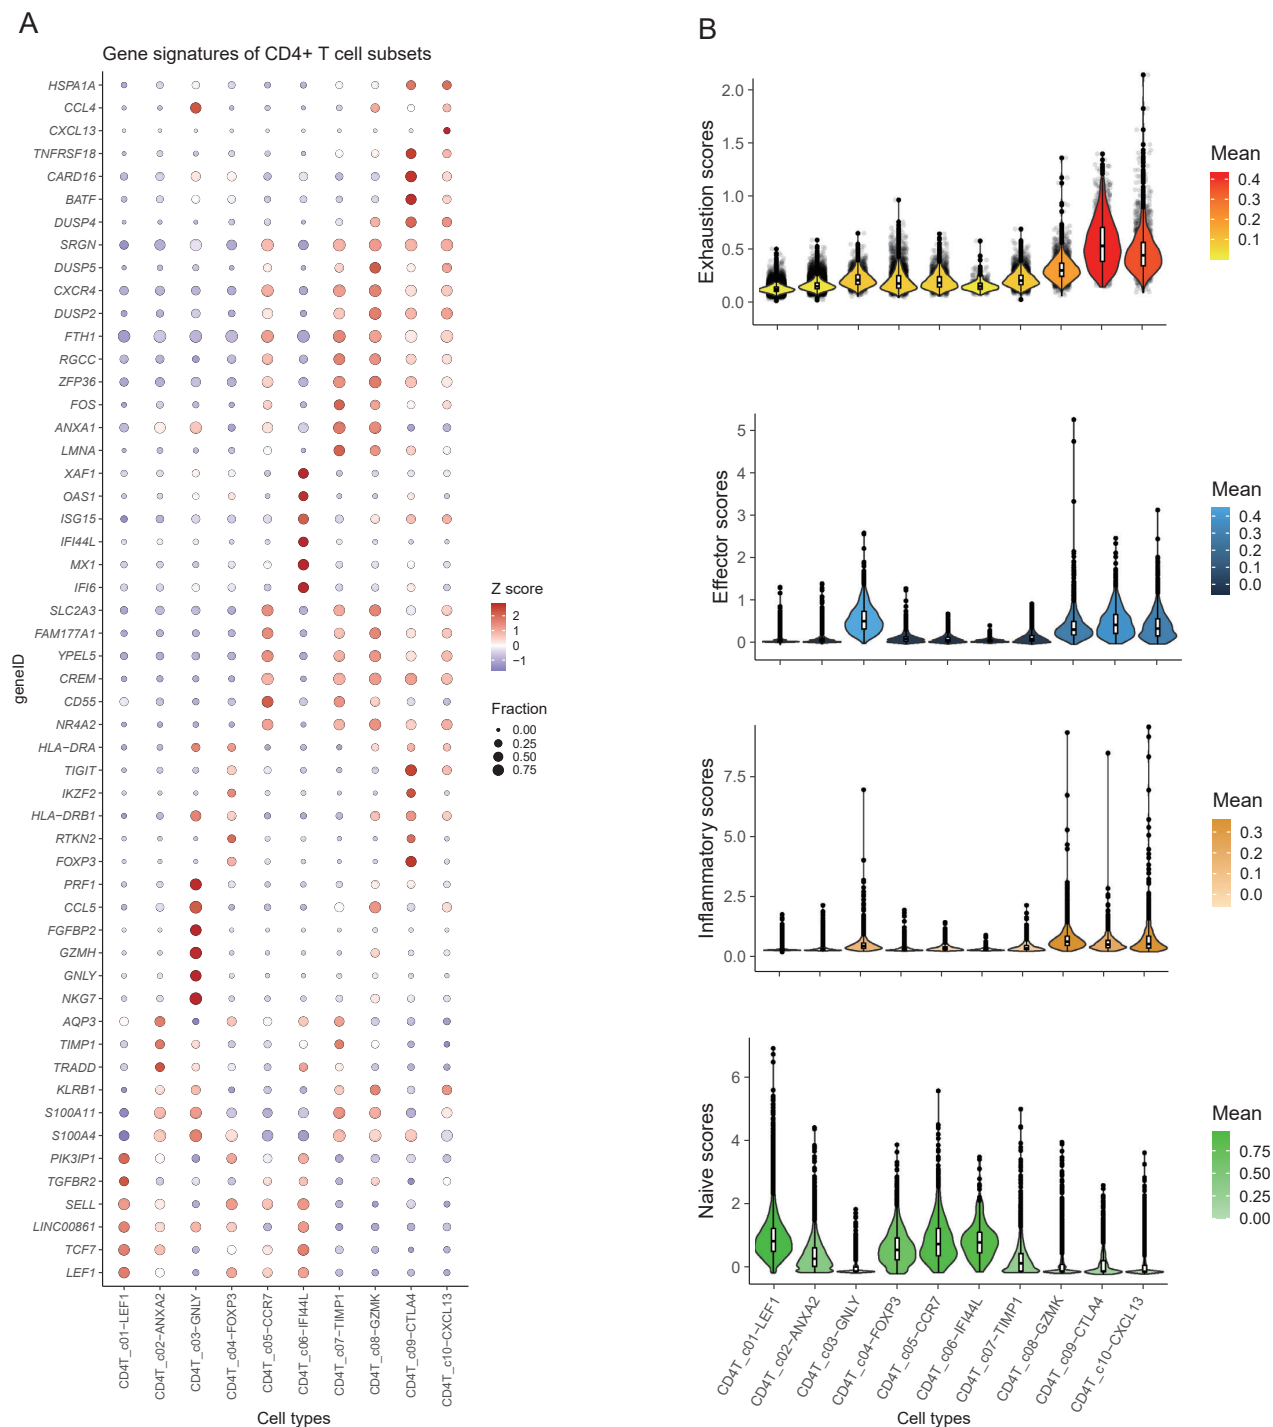 A
Gene signatures of CD4+ T cell subsets
geneID
HSPA1A
CCL4
CXCL13
TNFRSF18
CARD16
BATF
DUSP4
SRGN
DUSP5
CXCR4
DUSP2
FTH1
RGCC
ZFP36
FOS
ANXA1
LMNA
XAF1
OAS1
ISG15
IFI44L
MX1
IFI6
SLC2A3
FAM177A1
YPEL5
CREM
CD55
NR4A2
HLA−DRA
TIGIT
IKZF2
HLA−DRB1
RTKN2
FOXP3
PRF1
CCL5
FGFBP2
GZMH
GNLY
NKG7
AQP3
TIMP1
TRADD
KLRB1
S100A11
S100A4
PIK3IP1
TGFBR2
SELL
LINC00861
TCF7
LEF1
CD4T_c01−LEF1
CD4T_c02−ANXA2
CD4T_c03−GNLY
CD4T_c04−FOXP3
CD4T_c05−CCR7
CD4T_c06−IFI44L
CD4T_c07−TIMP1
CD4T_c08−GZMK
CD4T_c09−CTLA4
CD4T_c10−CXCL13
Cell types
Z score
2
1
0
−1
Fraction
0.00
0.25
0.50
0.75
B
Exhaustion scores
2.0
1.5
1.0
0.5
0.0
Mean
0.4
0.3
0.2
0.1
Effector scores
5
4
3
2
1
0
Mean
0.4
0.3
0.2
0.1
0.0
Inflammatory scores
7.5
5.0
2.5
0.0
Mean
0.3
0.2
0.1
0.0
Naive scores
6
4
2
0
Mean
0.75
0.50
0.25
0.00
CD4T_c01−LEF1
CD4T_c02−ANXA2
CD4T_c03−GNLY
CD4T_c04−FOXP3
CD4T_c05−CCR7
CD4T_c06−IFI44L
CD4T_c07−TIMP1
CD4T_c08−GZMK
CD4T_c09−CTLA4
CD4T_c10−CXCL13
Cell types